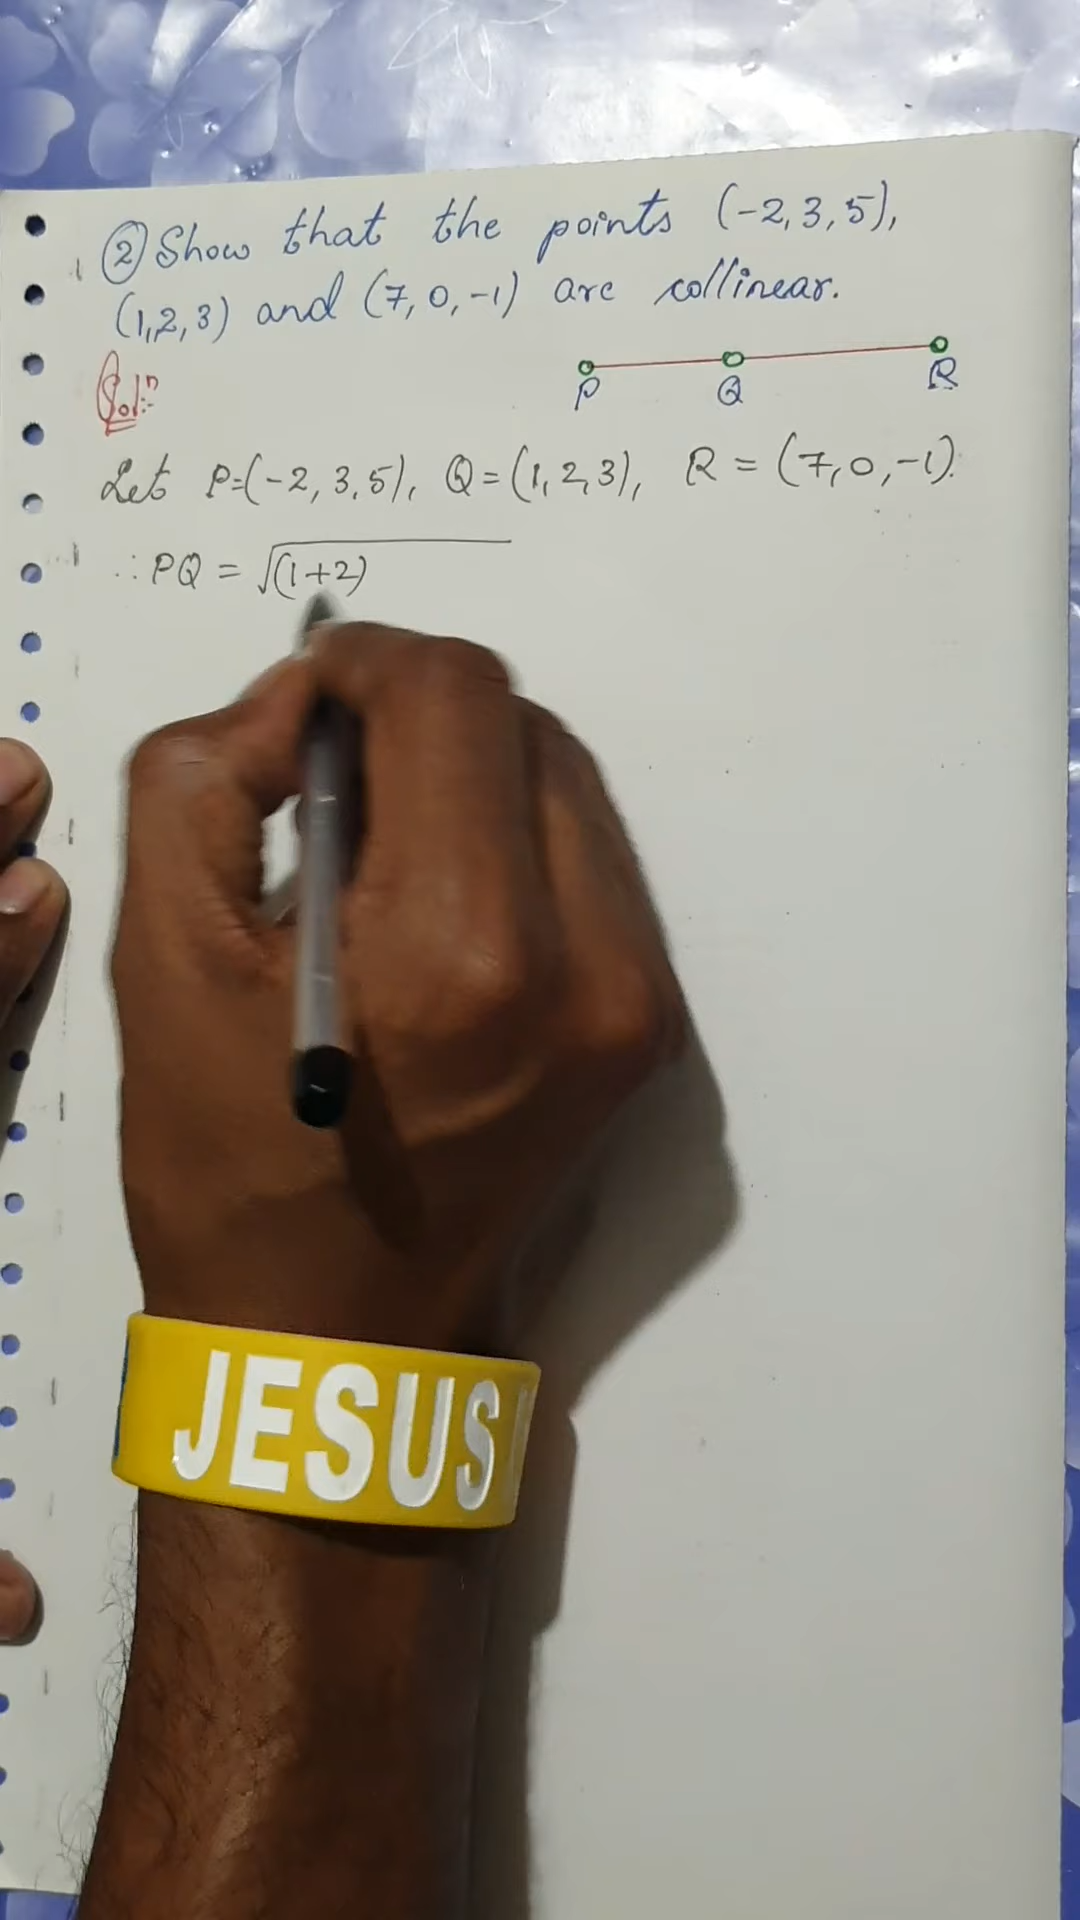 ② Show that the points (-2, 3, 5),
(1, 2, 3) and (7, 0, -1) are collinear.
Solⁿ:-
P Q R
Let P=(-2, 3, 5), Q=(1, 2, 3), R = (7, 0, -1).
∴ PQ = √(1+2)
JESUS